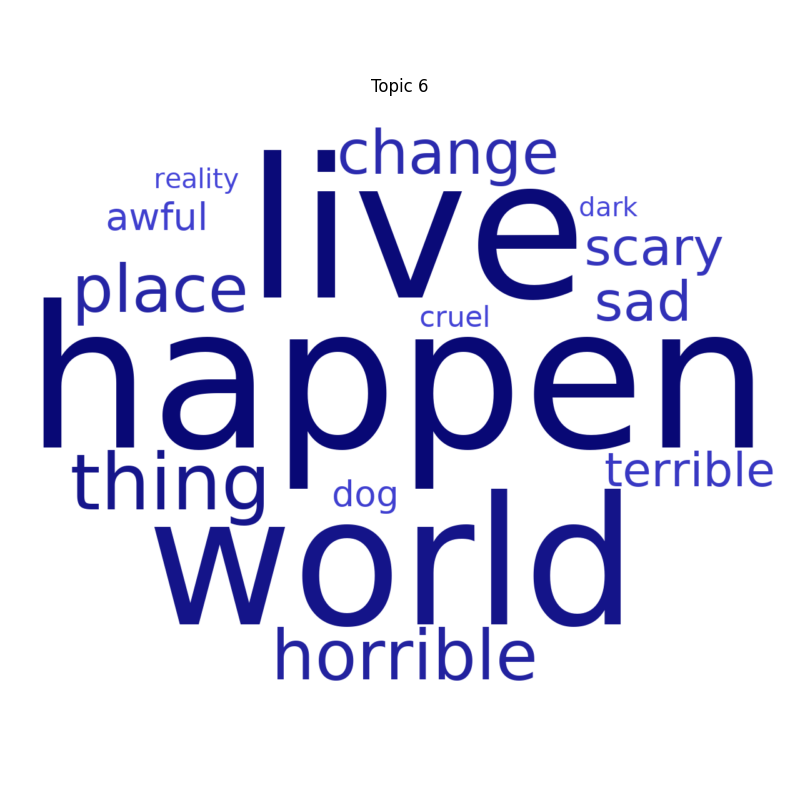 Topic 6
change
live
reality
dark
awful
scary
place
sad
cruel
happen
thing
terrible
dog
world
horrible